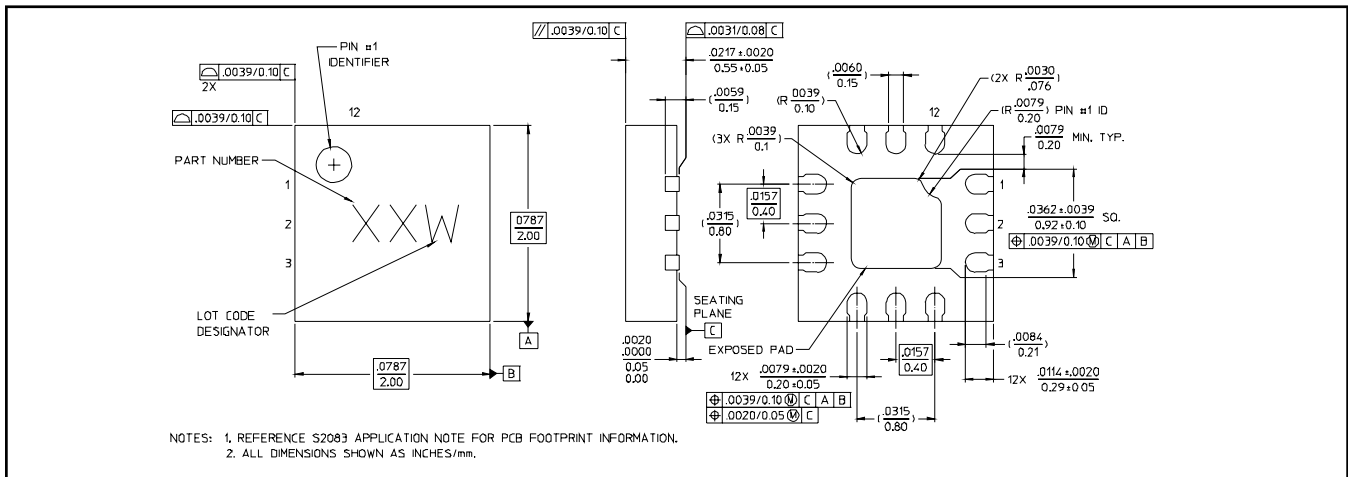 PIN #1
IDENTIFIER
⌓ .0039/0.10 C
2X
⌓ .0039/0.10 C
12
PART NUMBER
1
2
3
XXW
LOT CODE
DESIGNATOR
.0787
2.00
A
.0787
2.00
B
// .0039/0.10 C
⌓ .0031/0.08 C
.0217±.0020
0.55±0.05
(.0059
0.15)
SEATING
PLANE
C
.0020
.0000
0.05
0.00
(.0060
0.15)
(2X R .0030
.076)
(R .0039
0.10)
12
(R .0079
0.20) PIN #1 ID
(3X R .0039
0.1)
.0079
0.20 MIN. TYP.
(.0315
0.80)
.0157
0.40
1
2
3
.0362±.0039
0.92±0.10 SQ.
⌖ .0039/0.10 Ⓜ C A B
EXPOSED PAD
12X .0079±.0020
0.20±0.05
⌖ .0039/0.10 Ⓜ C A B
⌖ .0020/0.05 Ⓜ C
.0157
0.40
(.0315
0.80)
(.0084
0.21)
12X .0114±.0020
0.29±0.05
NOTES: 1. REFERENCE S2083 APPLICATION NOTE FOR PCB FOOTPRINT INFORMATION.
2. ALL DIMENSIONS SHOWN AS INCHES/mm.